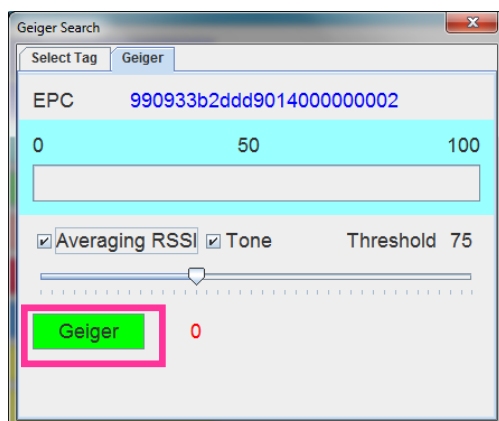 Geiger Search
Select Tag Geiger
EPC 990933b2ddd9014000000002
0 50 100
Averaging RSSI Tone Threshold 75
Geiger 0